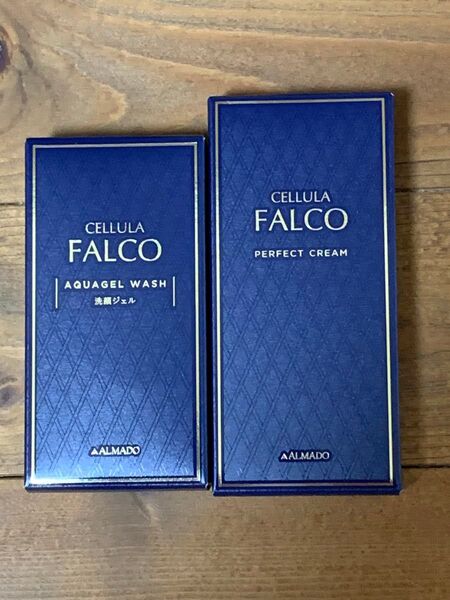 CELLULA
FALCO
AQUAGEL WASH
洗顔ジェル
ALMADO
CELLULA
FALCO
PERFECT CREAM
ALMADO